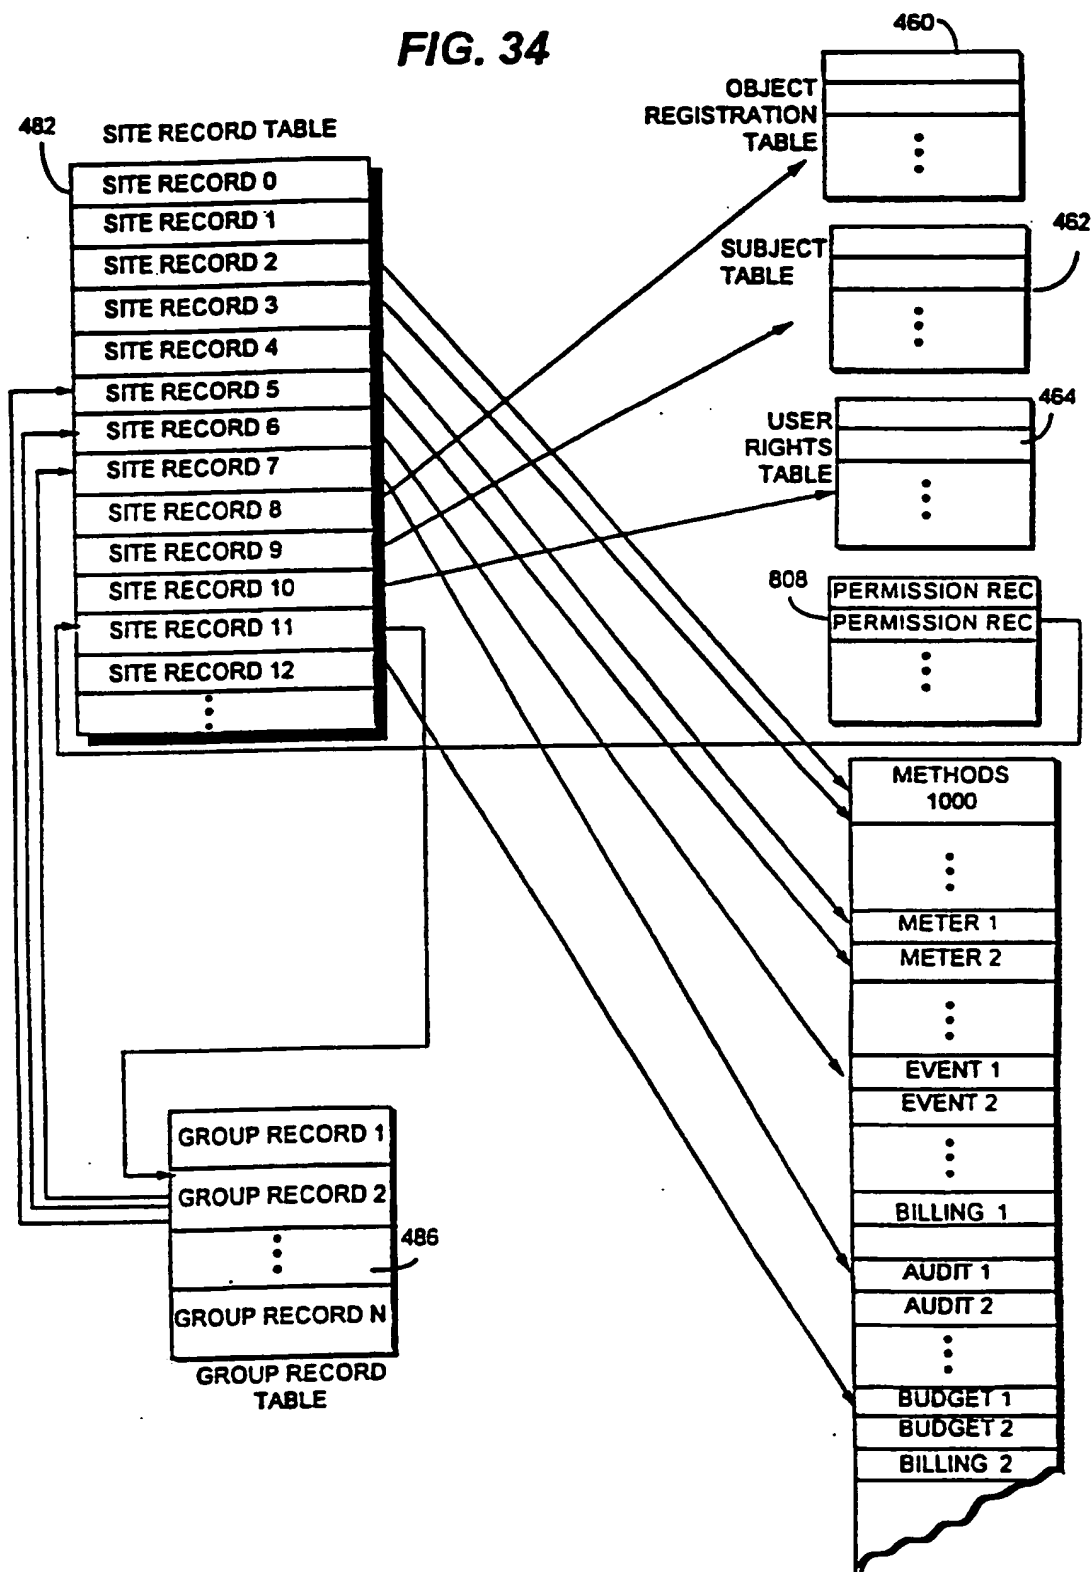 FIG. 34
482
SITE RECORD TABLE
SITE RECORD 0
SITE RECORD 1
SITE RECORD 2
SITE RECORD 3
SITE RECORD 4
SITE RECORD 5
SITE RECORD 6
SITE RECORD 7
SITE RECORD 8
SITE RECORD 9
SITE RECORD 10
SITE RECORD 11
SITE RECORD 12
460
OBJECT
REGISTRATION
TABLE
462
SUBJECT
TABLE
464
USER
RIGHTS
TABLE
808
PERMISSION REC
PERMISSION REC
METHODS
1000
METER 1
METER 2
EVENT 1
EVENT 2
BILLING 1
AUDIT 1
AUDIT 2
BUDGET 1
BUDGET 2
BILLING 2
GROUP RECORD 1
GROUP RECORD 2
486
GROUP RECORD N
GROUP RECORD
TABLE